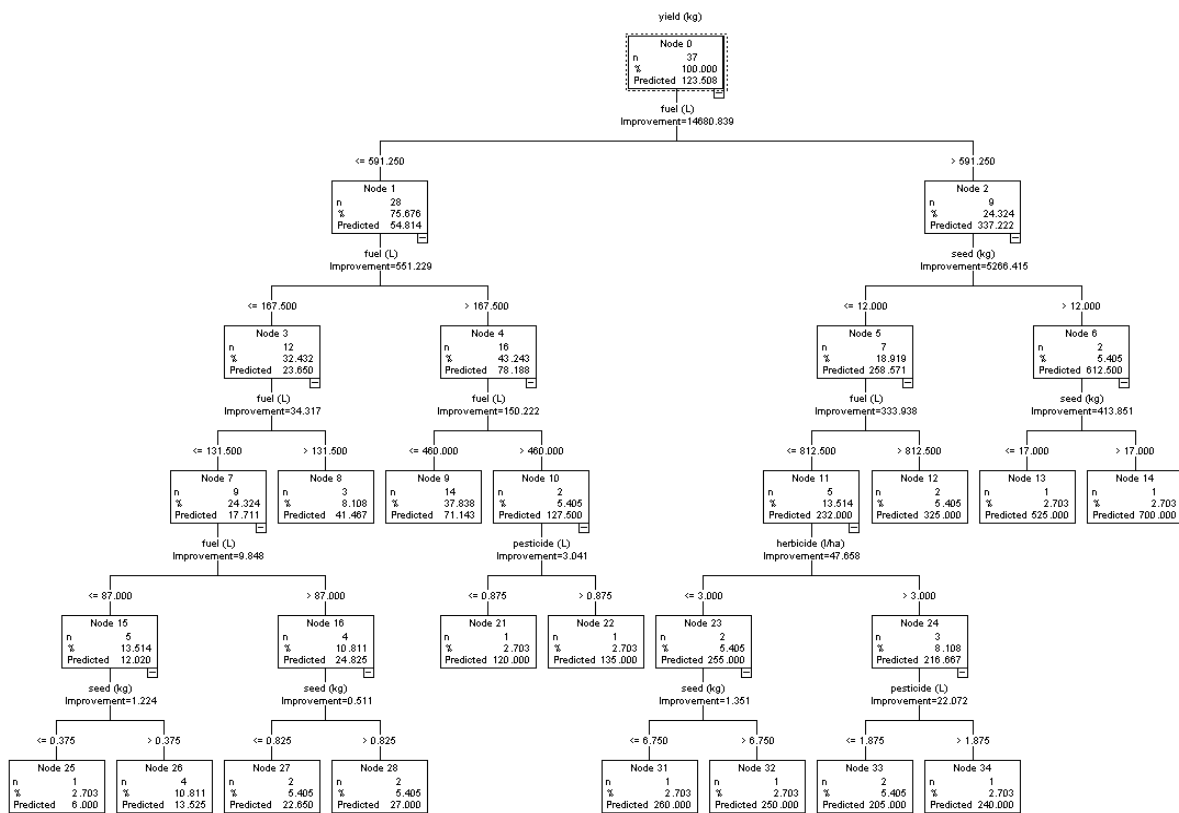 yield (kg)
Node 0
n 37
% 100.000
Predicted 123.508
fuel (L)
Improvement=14680.839
<= 591.250 > 591.250
Node 1 Node 2
n 28 n 9
% 75.676 % 24.324
Predicted 54.814 Predicted 337.222
fuel (L) seed (kg)
Improvement=551.229 Improvement=5266.415
<= 167.500 > 167.500 <= 12.000 > 12.000
Node 3 Node 4 Node 5 Node 6
n 12 n 16 n 7 n 2
% 32.432 % 43.243 % 18.919 % 5.405
Predicted 23.650 Predicted 78.188 Predicted 258.571 Predicted 612.500
fuel (L) fuel (L) fuel (L) seed (kg)
Improvement=34.317 Improvement=150.222 Improvement=333.938 Improvement=413.851
<= 131.500 > 131.500 <= 460.000 > 460.000 <= 812.500 > 812.500 <= 17.000 > 17.000
Node 7 Node 8 Node 9 Node 10 Node 11 Node 12 Node 13 Node 14
n 9 n 3 n 14 n 2 n 5 n 2 n 1 n 1
% 24.324 % 8.108 % 37.838 % 5.405 % 13.514 % 5.405 % 2.703 % 2.703
Predicted 17.711 Predicted 41.467 Predicted 71.143 Predicted 127.500 Predicted 232.000 Predicted 325.000 Predicted 525.000 Predicted 700.000
fuel (L) pesticide (L) herbicide (l/ha)
Improvement=9.848 Improvement=3.041 Improvement=47.658
<= 87.000 > 87.000 <= 0.875 > 0.875 <= 3.000 > 3.000
Node 15 Node 16 Node 21 Node 22 Node 23 Node 24
n 5 n 4 n 1 n 1 n 2 n 3
% 13.514 % 10.811 % 2.703 % 2.703 % 5.405 % 8.108
Predicted 12.020 Predicted 24.825 Predicted 120.000 Predicted 135.000 Predicted 255.000 Predicted 216.667
seed (kg) seed (kg) seed (kg) pesticide (L)
Improvement=1.224 Improvement=0.511 Improvement=1.351 Improvement=22.072
<= 0.375 > 0.375 <= 0.825 > 0.825 <= 6.750 > 6.750 <= 1.875 > 1.875
Node 25 Node 26 Node 27 Node 28 Node 31 Node 32 Node 33 Node 34
n 1 n 4 n 2 n 2 n 1 n 1 n 2 n 1
% 2.703 % 10.811 % 5.405 % 5.405 % 2.703 % 2.703 % 5.405 % 2.703
Predicted 6.000 Predicted 13.525 Predicted 22.650 Predicted 27.000 Predicted 260.000 Predicted 250.000 Predicted 205.000 Predicted 240.000